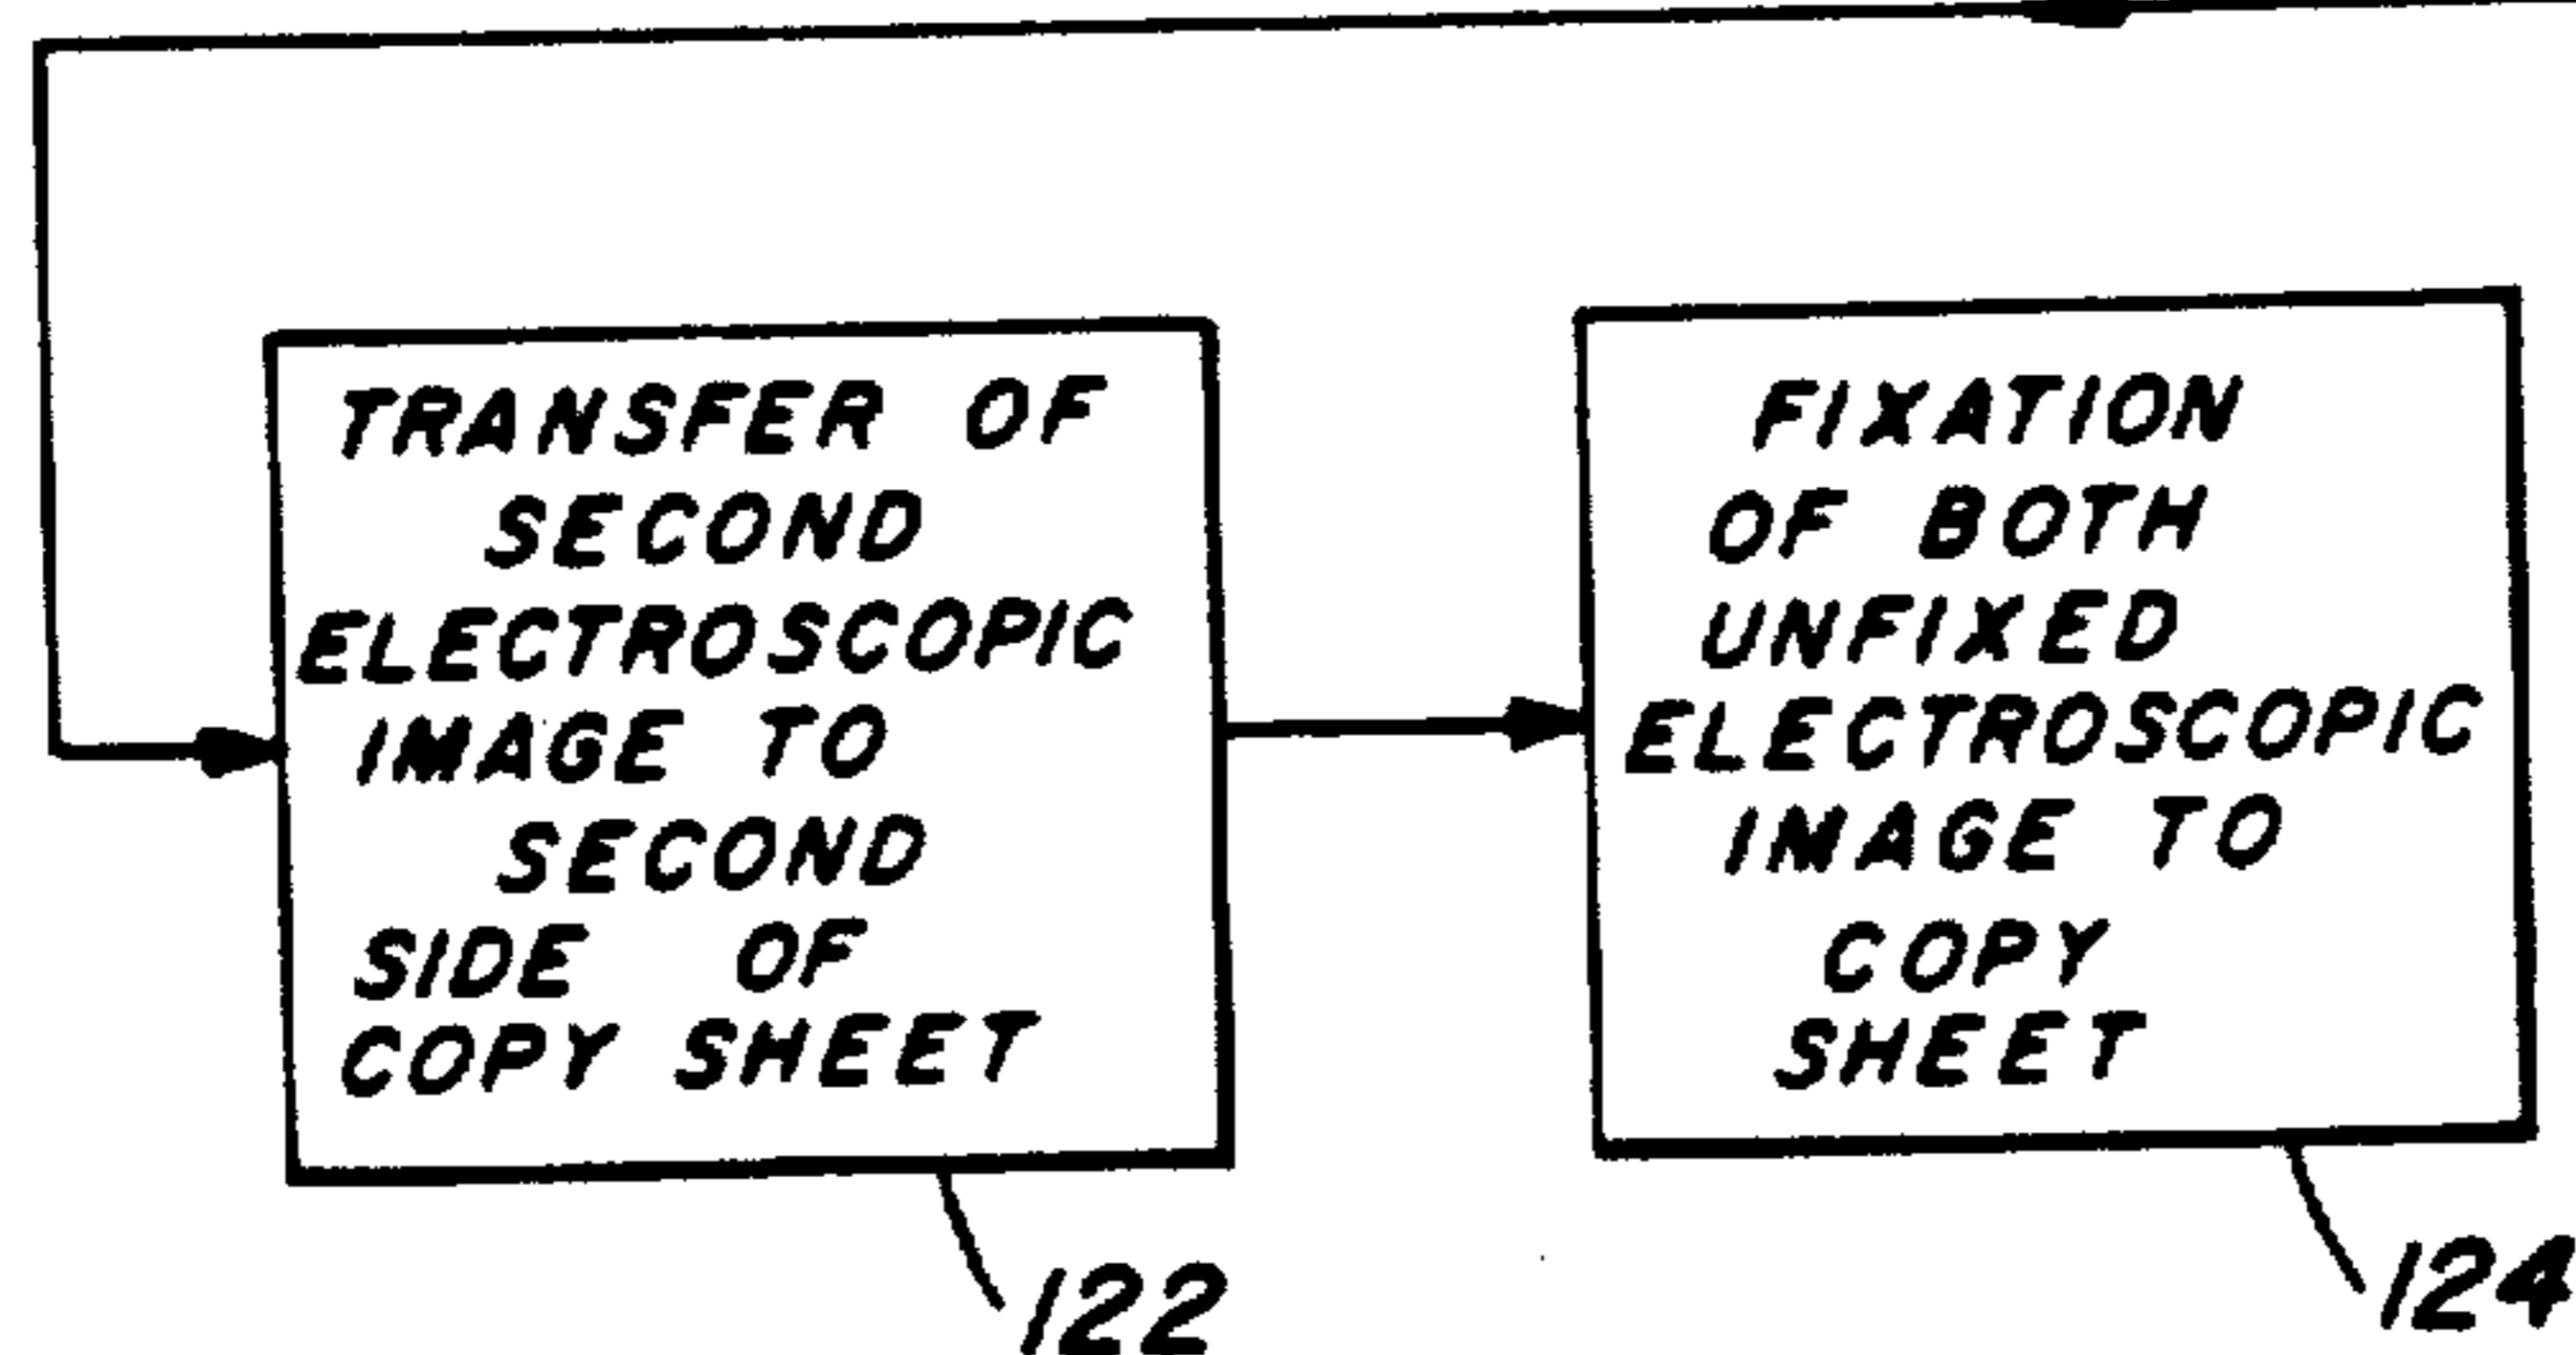 TRANSFER OF
SECOND
ELECTROSCOPIC
IMAGE TO
SECOND
SIDE OF
COPY SHEET
122
FIXATION
OF BOTH
UNFIXED
ELECTROSCOPIC
IMAGE TO
COPY
SHEET
124